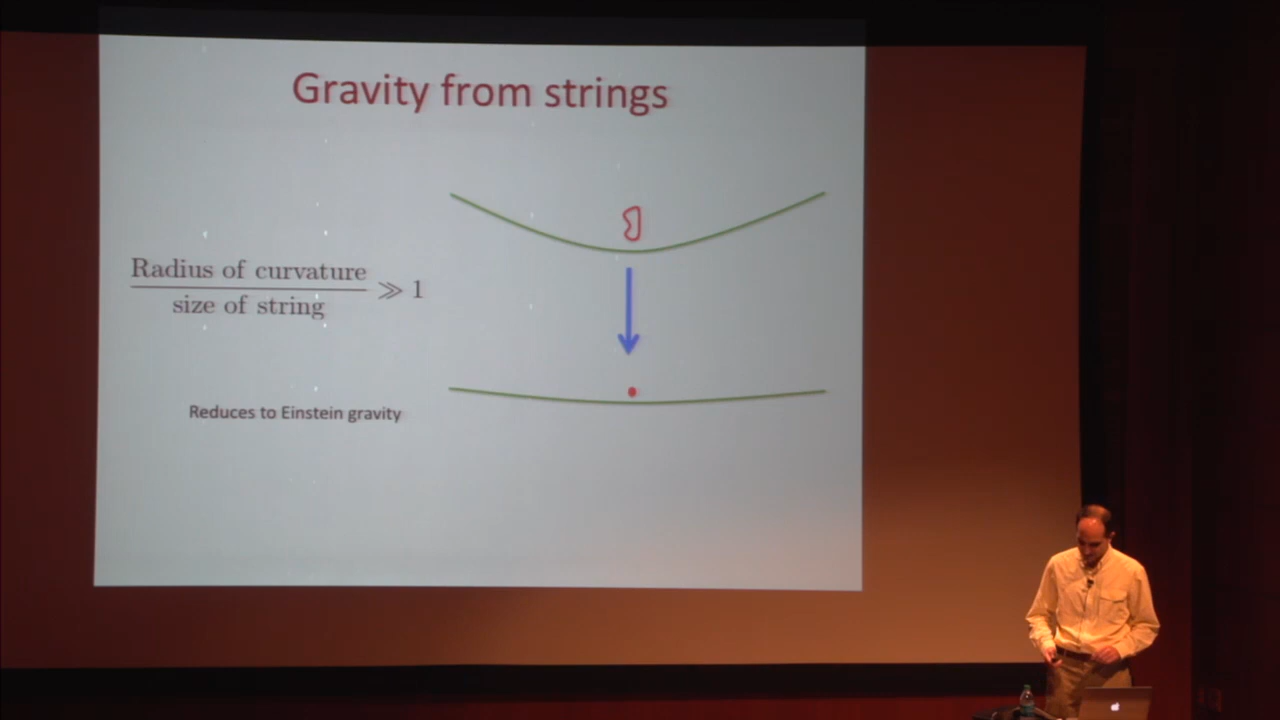 Gravity from strings
Radius of curvature
size of string
≫ 1
Reduces to Einstein gravity